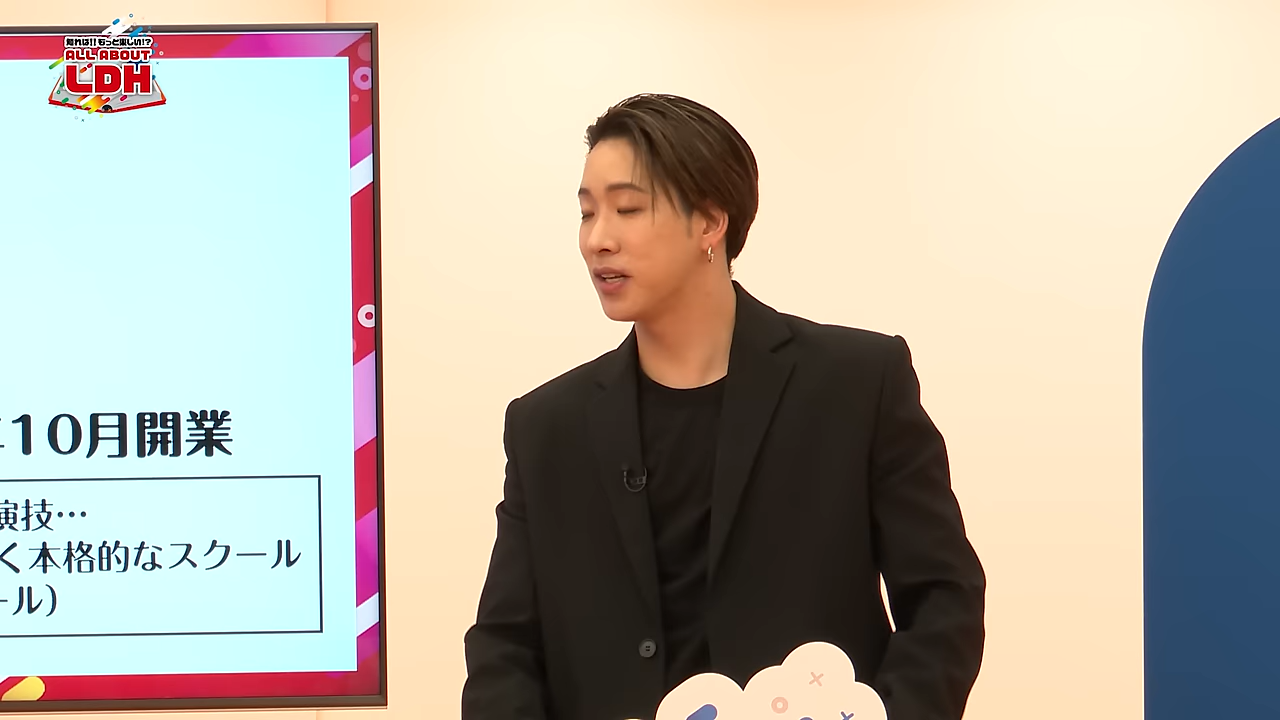 知れば!!もっと楽しい!?
ALL ABOUT
LDH
年10月開業
演技…
く本格的なスクール
ール)